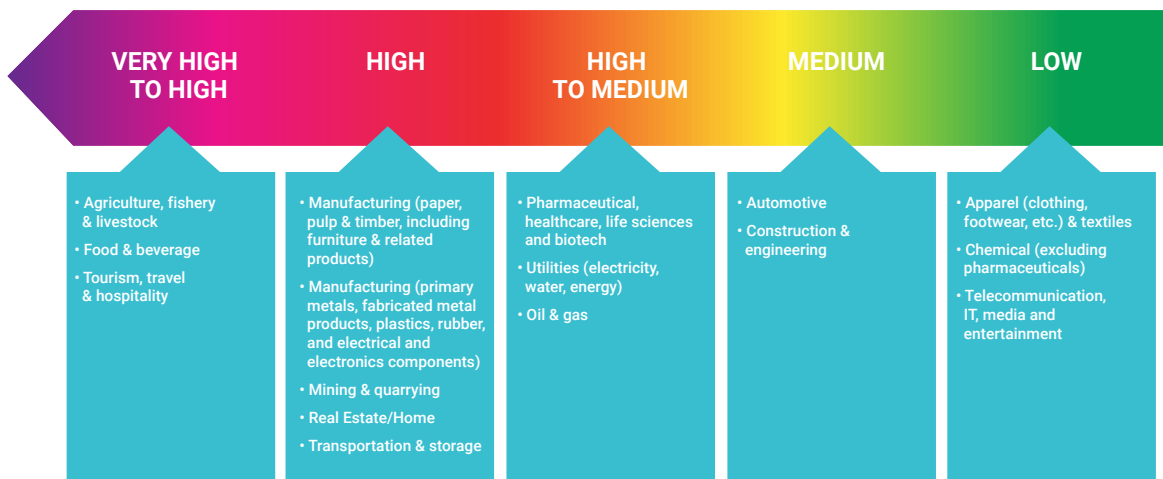 VERY HIGH
TO HIGH
HIGH
HIGH
TO MEDIUM
MEDIUM
LOW
• Agriculture, fishery
& livestock
• Food & beverage
• Tourism, travel
& hospitality
• Manufacturing (paper,
pulp & timber, including
furniture & related
products)
• Manufacturing (primary
metals, fabricated metal
products, plastics, rubber,
and electrical and
electronics components)
• Mining & quarrying
• Real Estate/Home
• Transportation & storage
• Pharmaceutical,
healthcare, life sciences
and biotech
• Utilities (electricity,
water, energy)
• Oil & gas
• Automotive
• Construction &
engineering
• Apparel (clothing,
footwear, etc.) & textiles
• Chemical (excluding
pharmaceuticals)
• Telecommunication,
IT, media and
entertainment